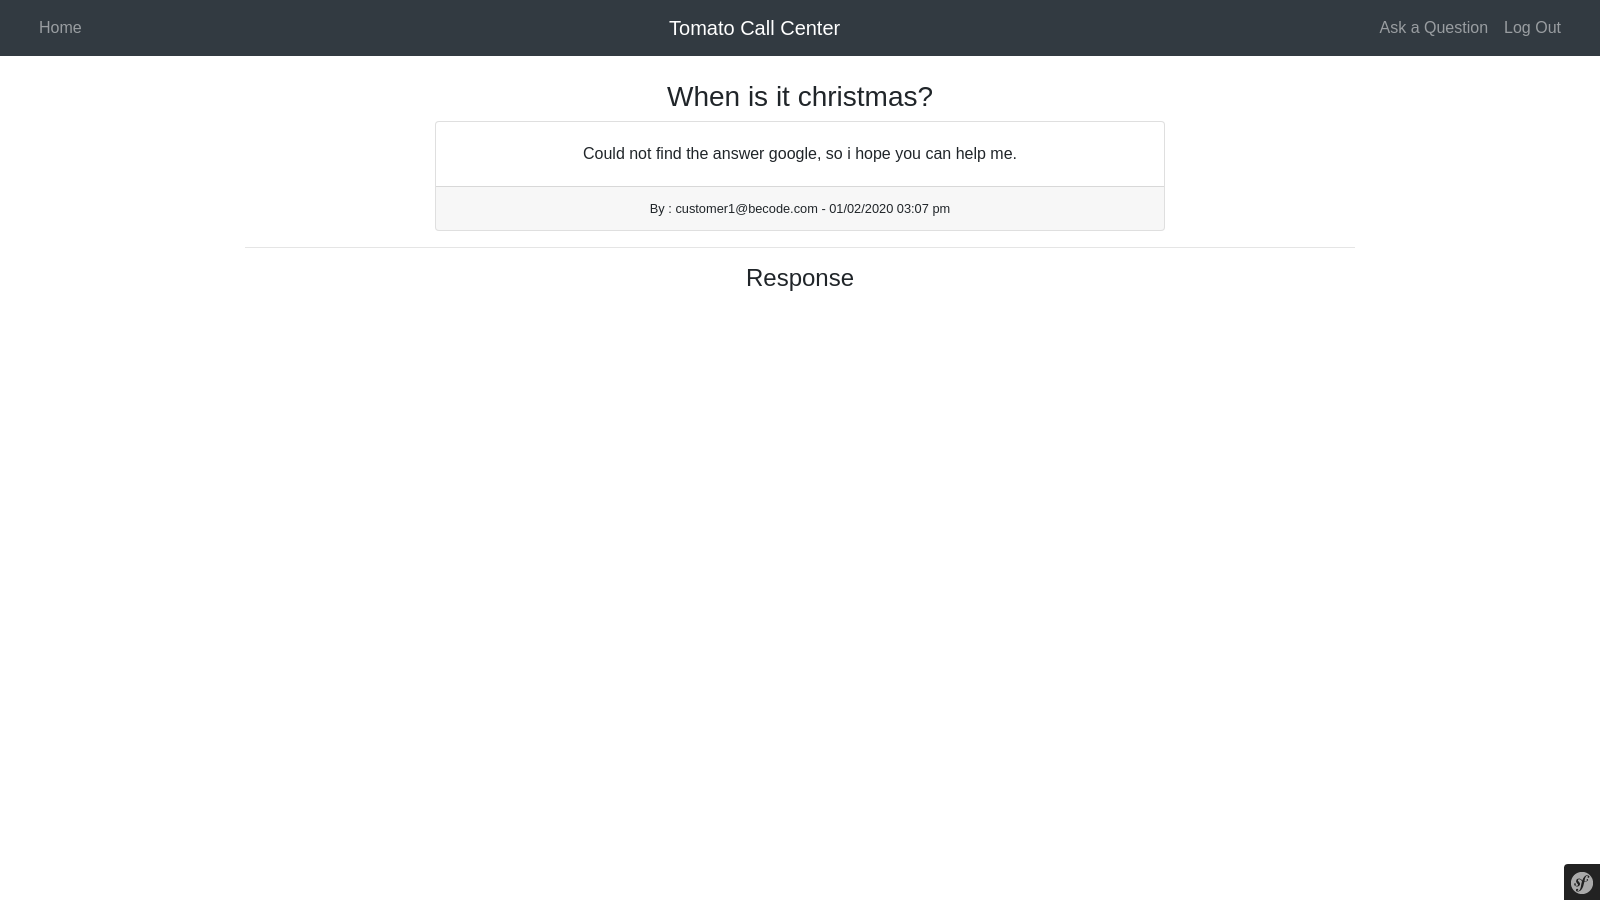 Home
Tomato Call Center
Ask a Question
Log Out
When is it christmas?
Could not find the answer google, so i hope you can help me.
By : customer1@becode.com - 01/02/2020 03:07 pm
Response
sf